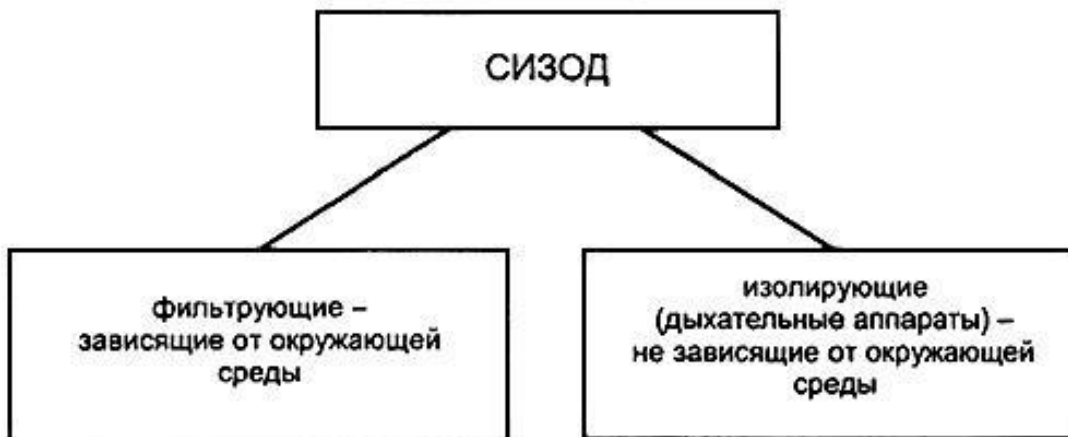 СИЗОД
фильтрующие –
зависящие от окружающей
среды
изолирующие
(дыхательные аппараты) –
не зависящие от окружающей
среды